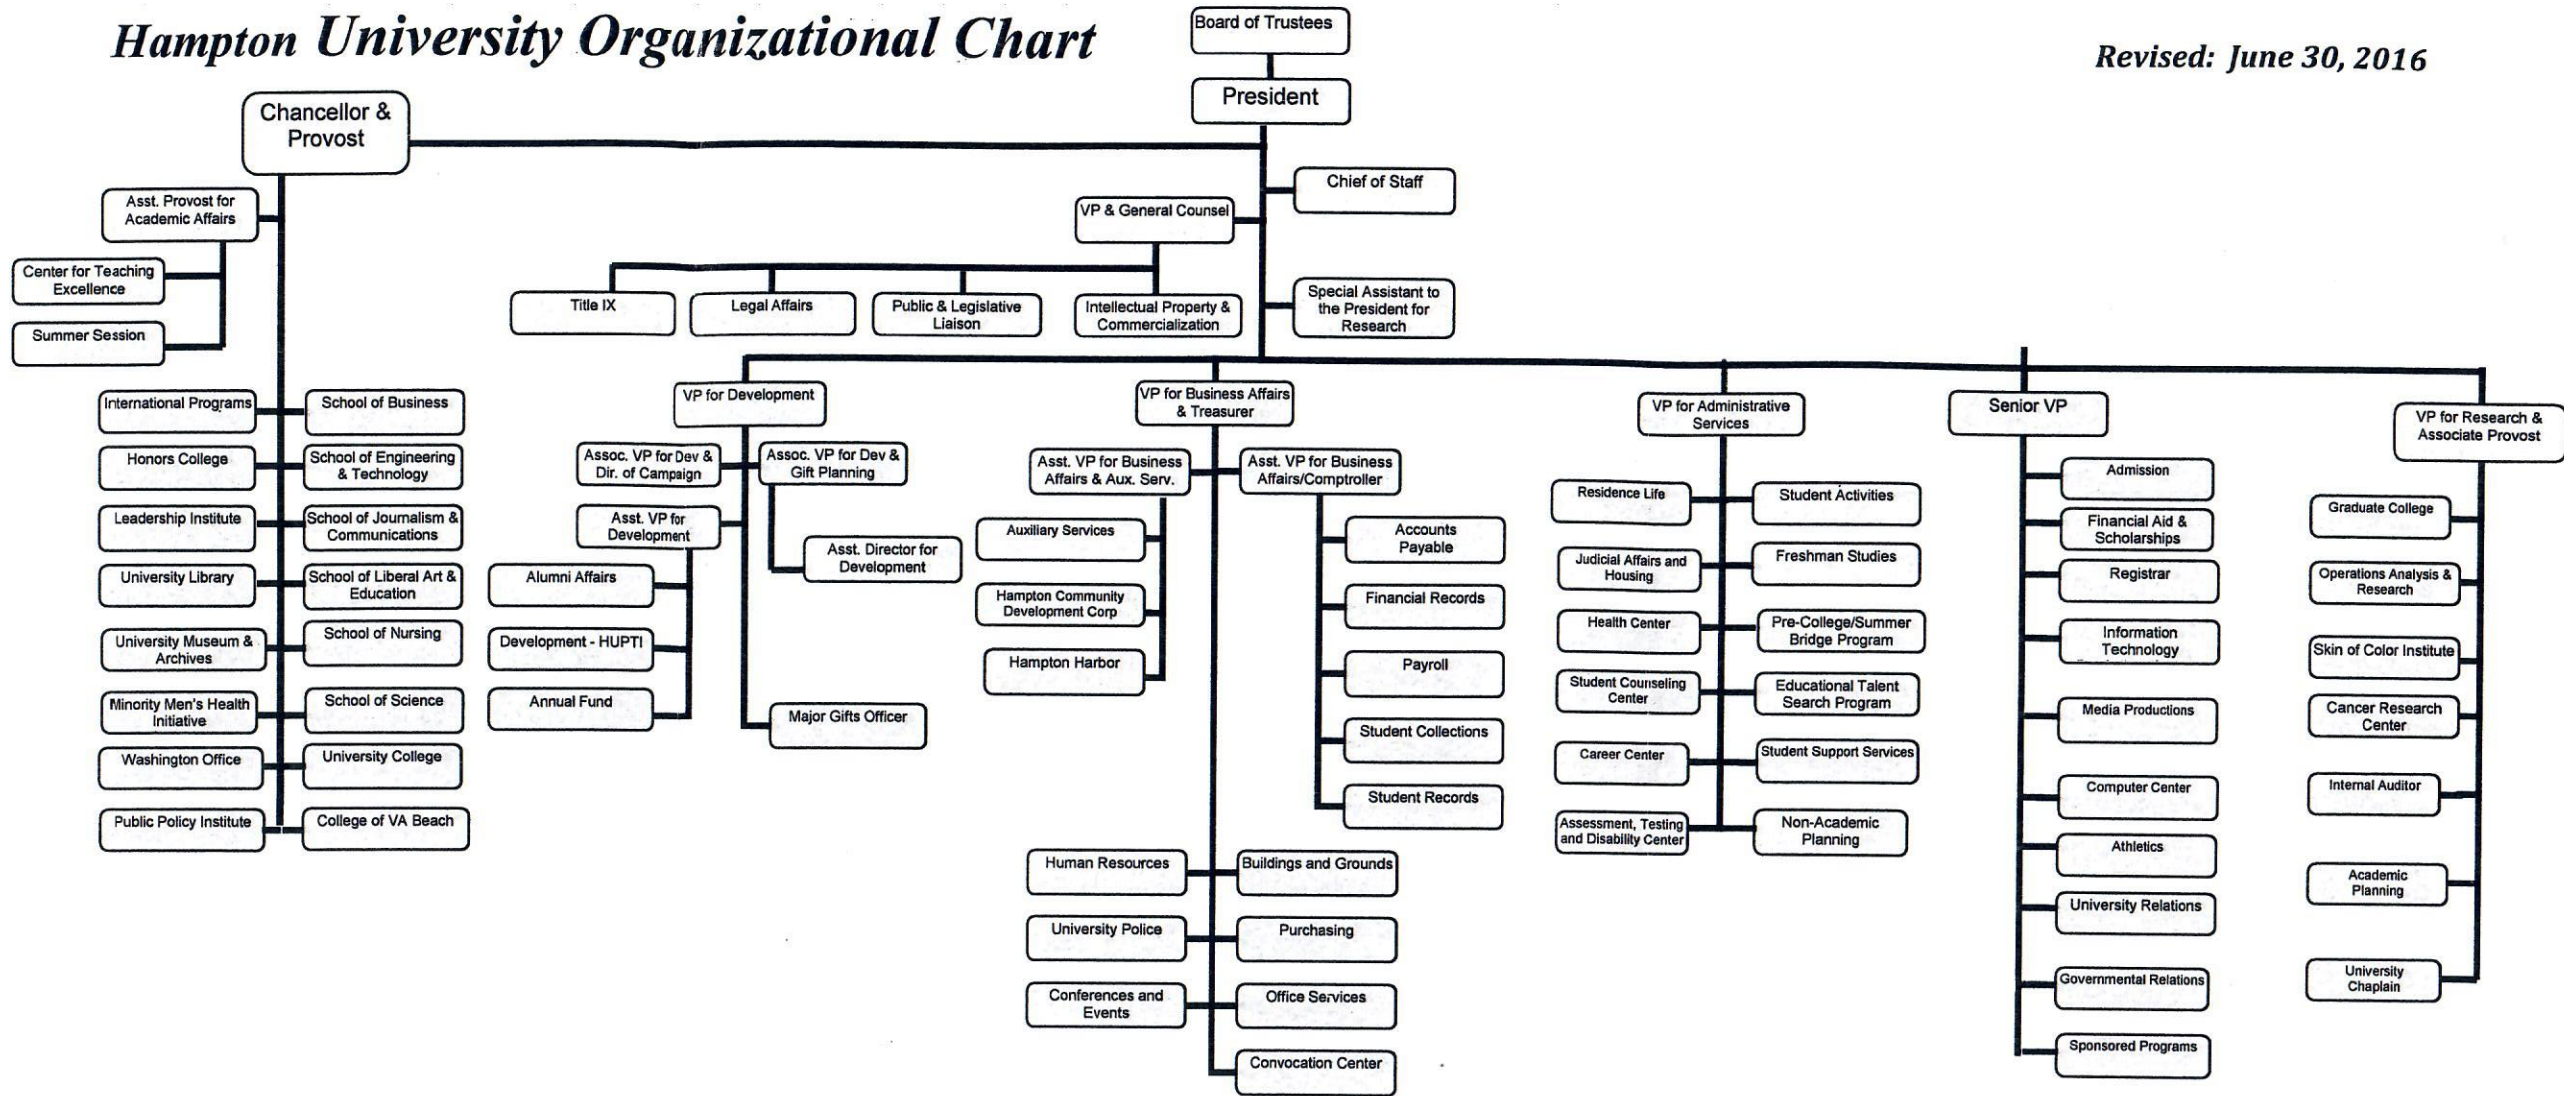 Hampton University Organizational Chart
Revised: June 30, 2016
Board of Trustees
President
Chancellor &
Provost
Chief of Staff
VP & General Counsel
Special Assistant to
the President for
Research
Title IX
Legal Affairs
Public & Legislative
Liaison
Intellectual Property &
Commercialization
Asst. Provost for
Academic Affairs
Center for Teaching
Excellence
Summer Session
International Programs
School of Business
Honors College
School of Engineering
& Technology
Leadership Institute
School of Journalism &
Communications
University Library
School of Liberal Art &
Education
University Museum &
Archives
School of Nursing
Minority Men's Health
Initiative
School of Science
Washington Office
University College
Public Policy Institute
College of VA Beach
VP for Development
Assoc. VP for Dev &
Dir. of Campaign
Assoc. VP for Dev &
Gift Planning
Asst. VP for
Development
Asst. Director for
Development
Alumni Affairs
Development - HUPTI
Annual Fund
Major Gifts Officer
VP for Business Affairs
& Treasurer
Asst. VP for Business
Affairs & Aux. Serv.
Asst. VP for Business
Affairs/Comptroller
Auxiliary Services
Hampton Community
Development Corp
Hampton Harbor
Accounts
Payable
Financial Records
Payroll
Student Collections
Student Records
Human Resources
Buildings and Grounds
University Police
Purchasing
Conferences and
Events
Office Services
Convocation Center
VP for Administrative
Services
Residence Life
Student Activities
Judicial Affairs and
Housing
Freshman Studies
Health Center
Pre-College/Summer
Bridge Program
Student Counseling
Center
Educational Talent
Search Program
Career Center
Student Support Services
Assessment, Testing
and Disability Center
Non-Academic
Planning
Senior VP
Admission
Financial Aid &
Scholarships
Registrar
Information
Technology
Media Productions
Computer Center
Athletics
University Relations
Governmental Relations
Sponsored Programs
VP for Research &
Associate Provost
Graduate College
Operations Analysis &
Research
Skin of Color Institute
Cancer Research
Center
Internal Auditor
Academic
Planning
University
Chaplain